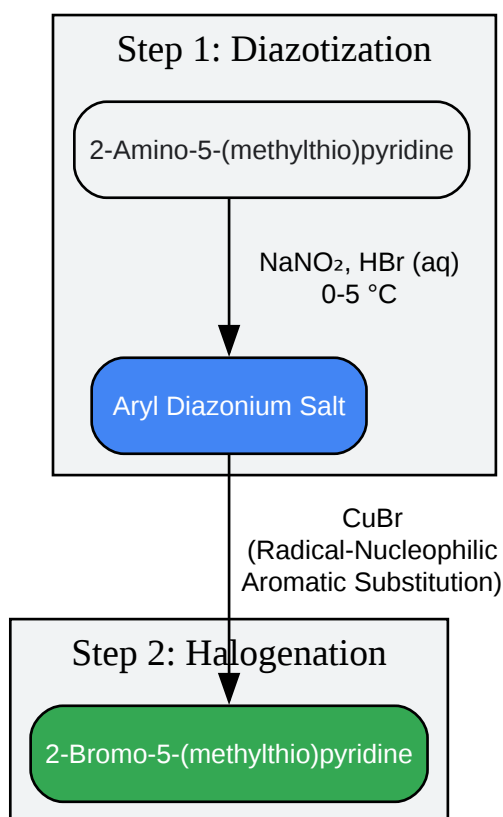 Step 1: Diazotization
2-Amino-5-(methylthio)pyridine
NaNO₂, HBr (aq)
0-5 °C
Aryl Diazonium Salt
CuBr
(Radical-Nucleophilic
Aromatic Substitution)
Step 2: Halogenation
2-Bromo-5-(methylthio)pyridine